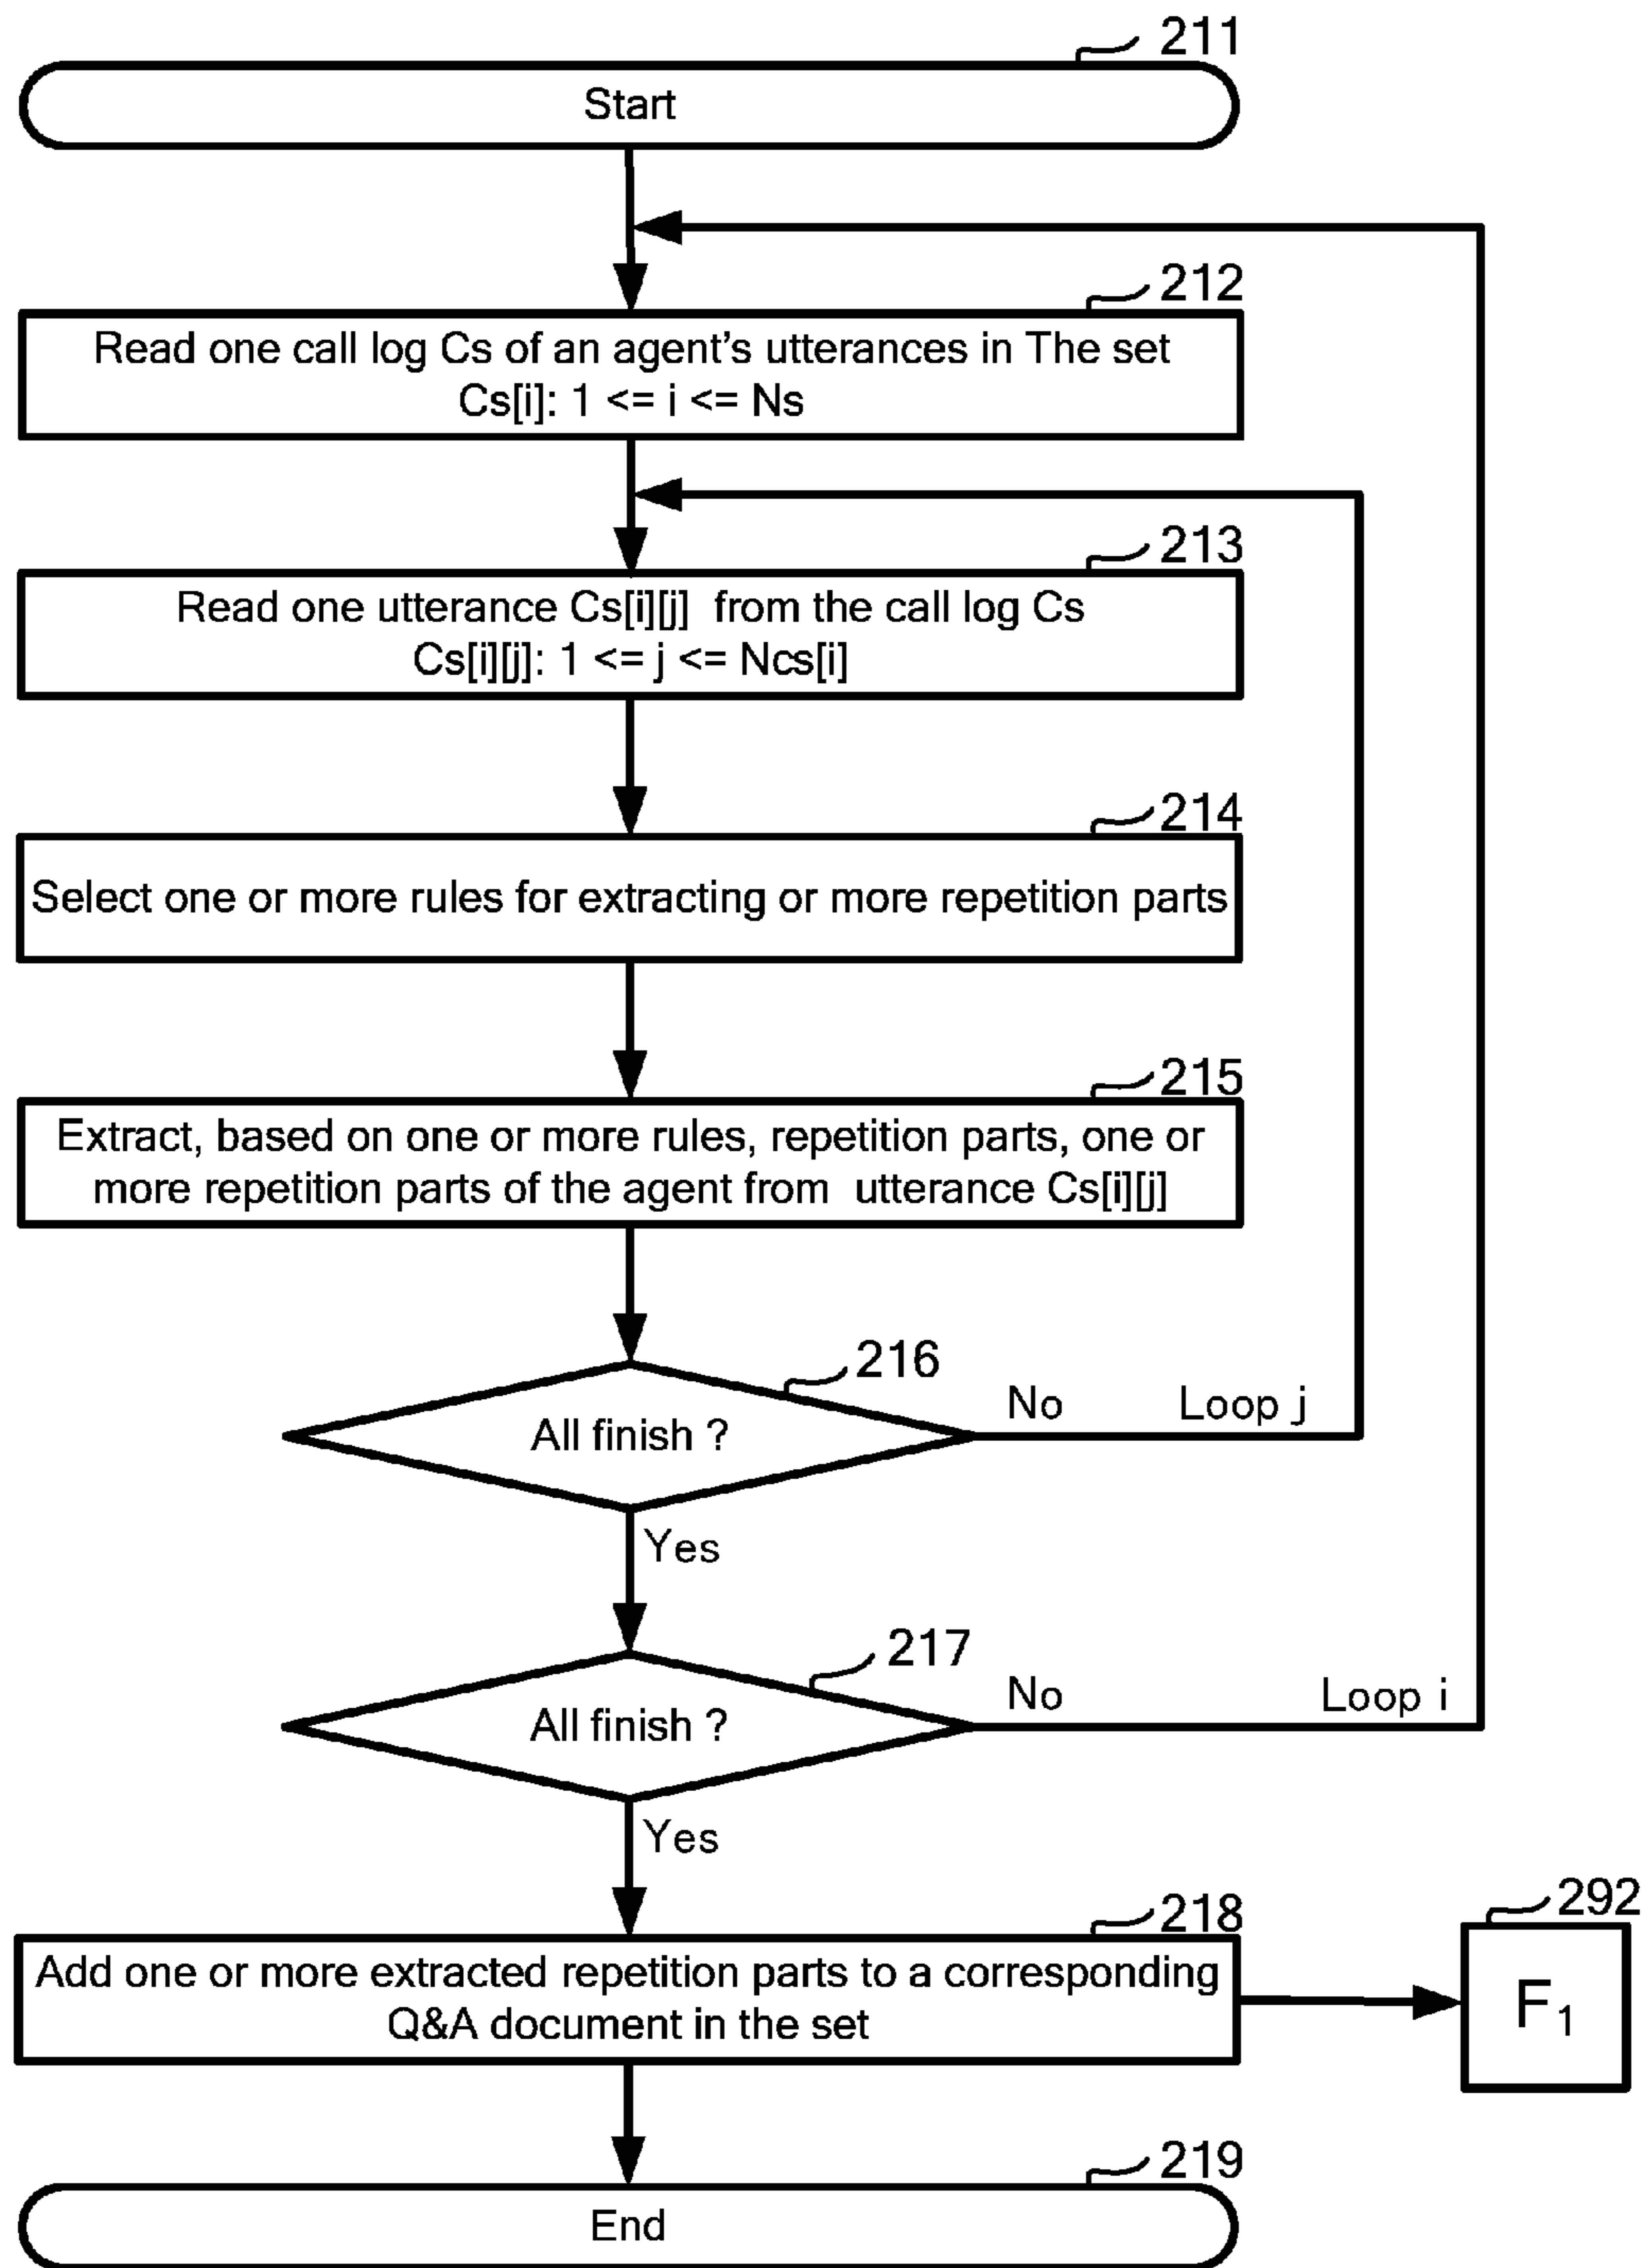 211
Start
212
Read one call log Cs of an agent's utterances in The set
Cs[i]: 1 <= i <= Ns
213
Read one utterance Cs[i][j] from the call log Cs
Cs[i][j]: 1 <= j <= Ncs[i]
214
Select one or more rules for extracting or more repetition parts
215
Extract, based on one or more rules, repetition parts, one or
more repetition parts of the agent from utterance Cs[i][j]
216
All finish ?
No
Loop j
Yes
217
All finish ?
No
Loop i
Yes
218
Add one or more extracted repetition parts to a corresponding
Q&A document in the set
292
F1
219
End